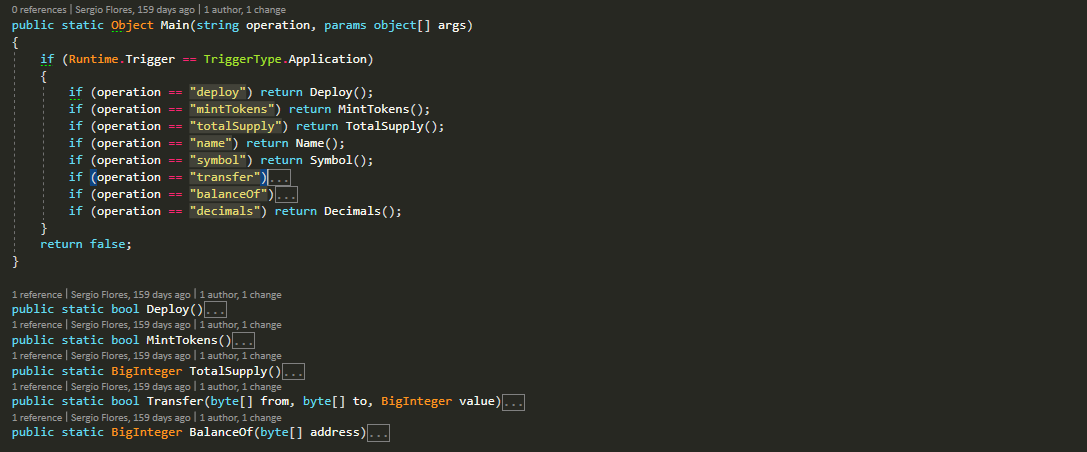 0 references | Sergio Flores, 159 days ago | 1 author, 1 change
public static Object Main(string operation, params object[] args)
{
if (Runtime.Trigger == TriggerType.Application)
{
if (operation == "deploy") return Deploy();
if (operation == "mintTokens") return MintTokens();
if (operation == "totalSupply") return TotalSupply();
if (operation == "name") return Name();
if (operation == "symbol") return Symbol();
if (operation == "transfer")...
if (operation == "balanceOf")...
if (operation == "decimals") return Decimals();
}
return false;
}
1 reference | Sergio Flores, 159 days ago | 1 author, 1 change
public static bool Deploy()...
1 reference | Sergio Flores, 159 days ago | 1 author, 1 change
public static bool MintTokens()...
1 reference | Sergio Flores, 159 days ago | 1 author, 1 change
public static BigInteger TotalSupply()...
1 reference | Sergio Flores, 159 days ago | 1 author, 1 change
public static bool Transfer(byte[] from, byte[] to, BigInteger value)...
1 reference | Sergio Flores, 159 days ago | 1 author, 1 change
public static BigInteger BalanceOf(byte[] address)...